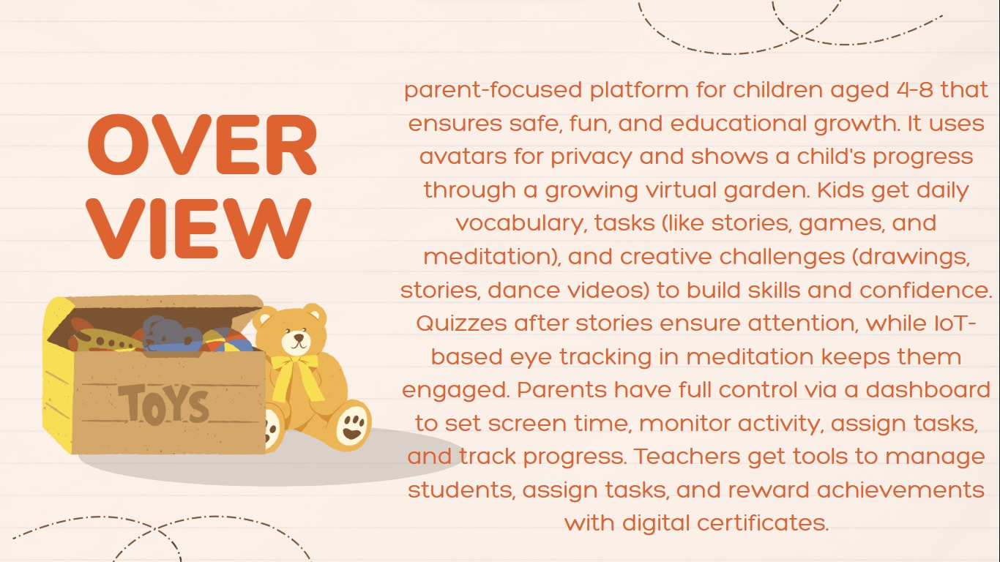 OVER
VIEW
TOYS
parent-focused platform for children aged 4-8 that
ensures safe, fun, and educational growth. It uses
avatars for privacy and shows a child's progress
through a growing virtual garden. Kids get daily
vocabulary, tasks (like stories, games, and
meditation), and creative challenges (drawings,
stories, dance videos) to build skills and confidence.
Quizzes after stories ensure attention, while IoT-
based eye tracking in meditation keeps them
engaged. Parents have full control via a dashboard
to set screen time, monitor activity, assign tasks,
and track progress. Teachers get tools to manage
students, assign tasks, and reward achievements
with digital certificates.